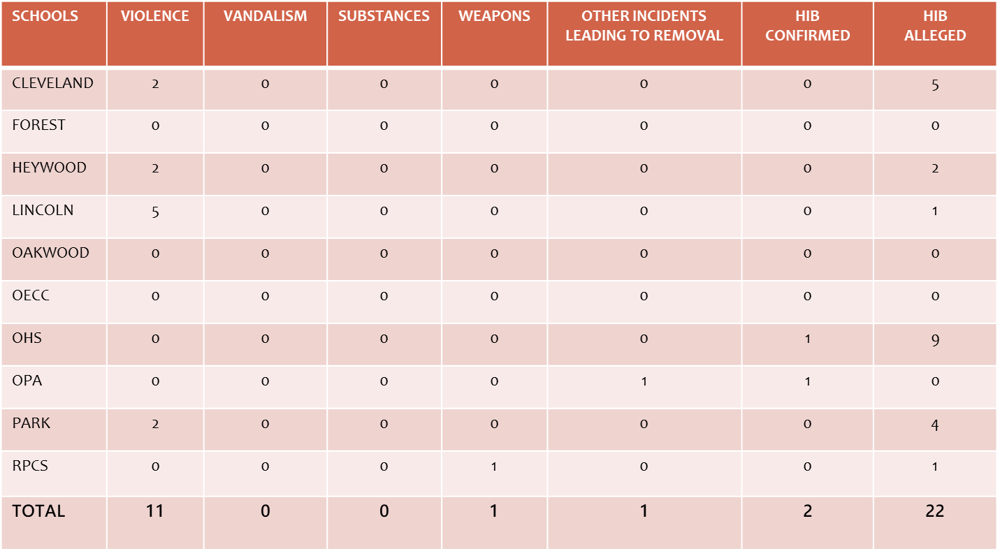 SCHOOLS VIOLENCE VANDALISM SUBSTANCES WEAPONS OTHER INCIDENTS LEADING TO REMOVAL HIB CONFIRMED HIB ALLEGED
CLEVELAND 2 0 0 0 0 0 5
FOREST 0 0 0 0 0 0 0
HEYWOOD 2 0 0 0 0 0 2
LINCOLN 5 0 0 0 0 0 1
OAKWOOD 0 0 0 0 0 0 0
OECC 0 0 0 0 0 0 0
OHS 0 0 0 0 0 1 9
OPA 0 0 0 0 1 1 0
PARK 2 0 0 0 0 0 4
RPCS 0 0 0 1 0 0 1
TOTAL 11 0 0 1 1 2 22